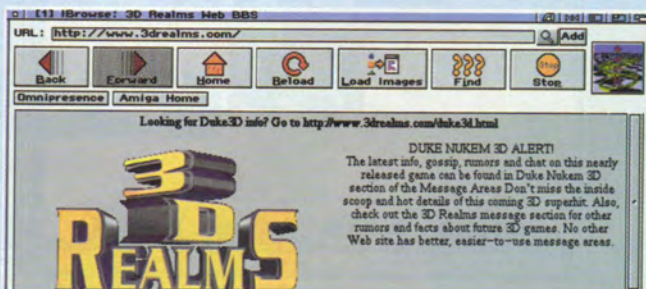 [1] IBrowse: 3D Realms Web BBS
URL: http://www.3drealms.com/
Add
Back
Forward
Home
Reload
Load Images
???
Find
Stop
Stop
Omnipresence
Amiga Home
Looking for Duke3D info? Go to http://www.3drealms.com/duke3d.html
3D
REALMS
DUKE NUKEM 3D ALERT!
The latest info, gossip, rumors and chat on this nearly
released game can be found in Duke Nukem 3D
section of the Message Areas Don't miss the inside
scoop and hot details of this coming 3D superhit. Also,
check out the 3D Realms message section for other
rumors and facts about future 3D games. No other
Web site has better, easier-to-use message areas.